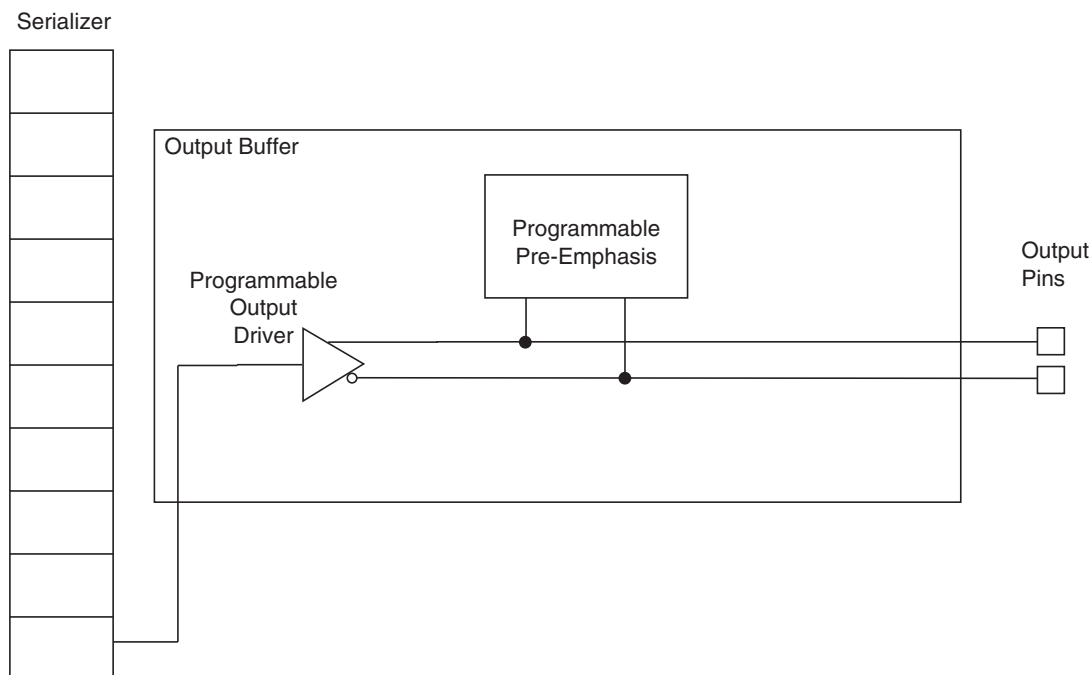 Serializer
Output Buffer
Programmable
Pre-Emphasis
Output
Pins
Programmable
Output
Driver